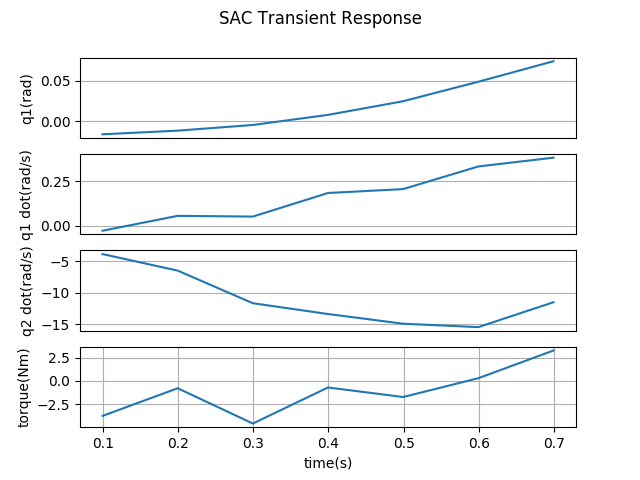 SAC Transient Response
q1(rad)
0.05
0.00
q1 dot(rad/s)
0.25
0.00
q2 dot(rad/s)
−5
−10
−15
torque(Nm)
2.5
0.0
−2.5
0.1 0.2 0.3 0.4 0.5 0.6 0.7
time(s)